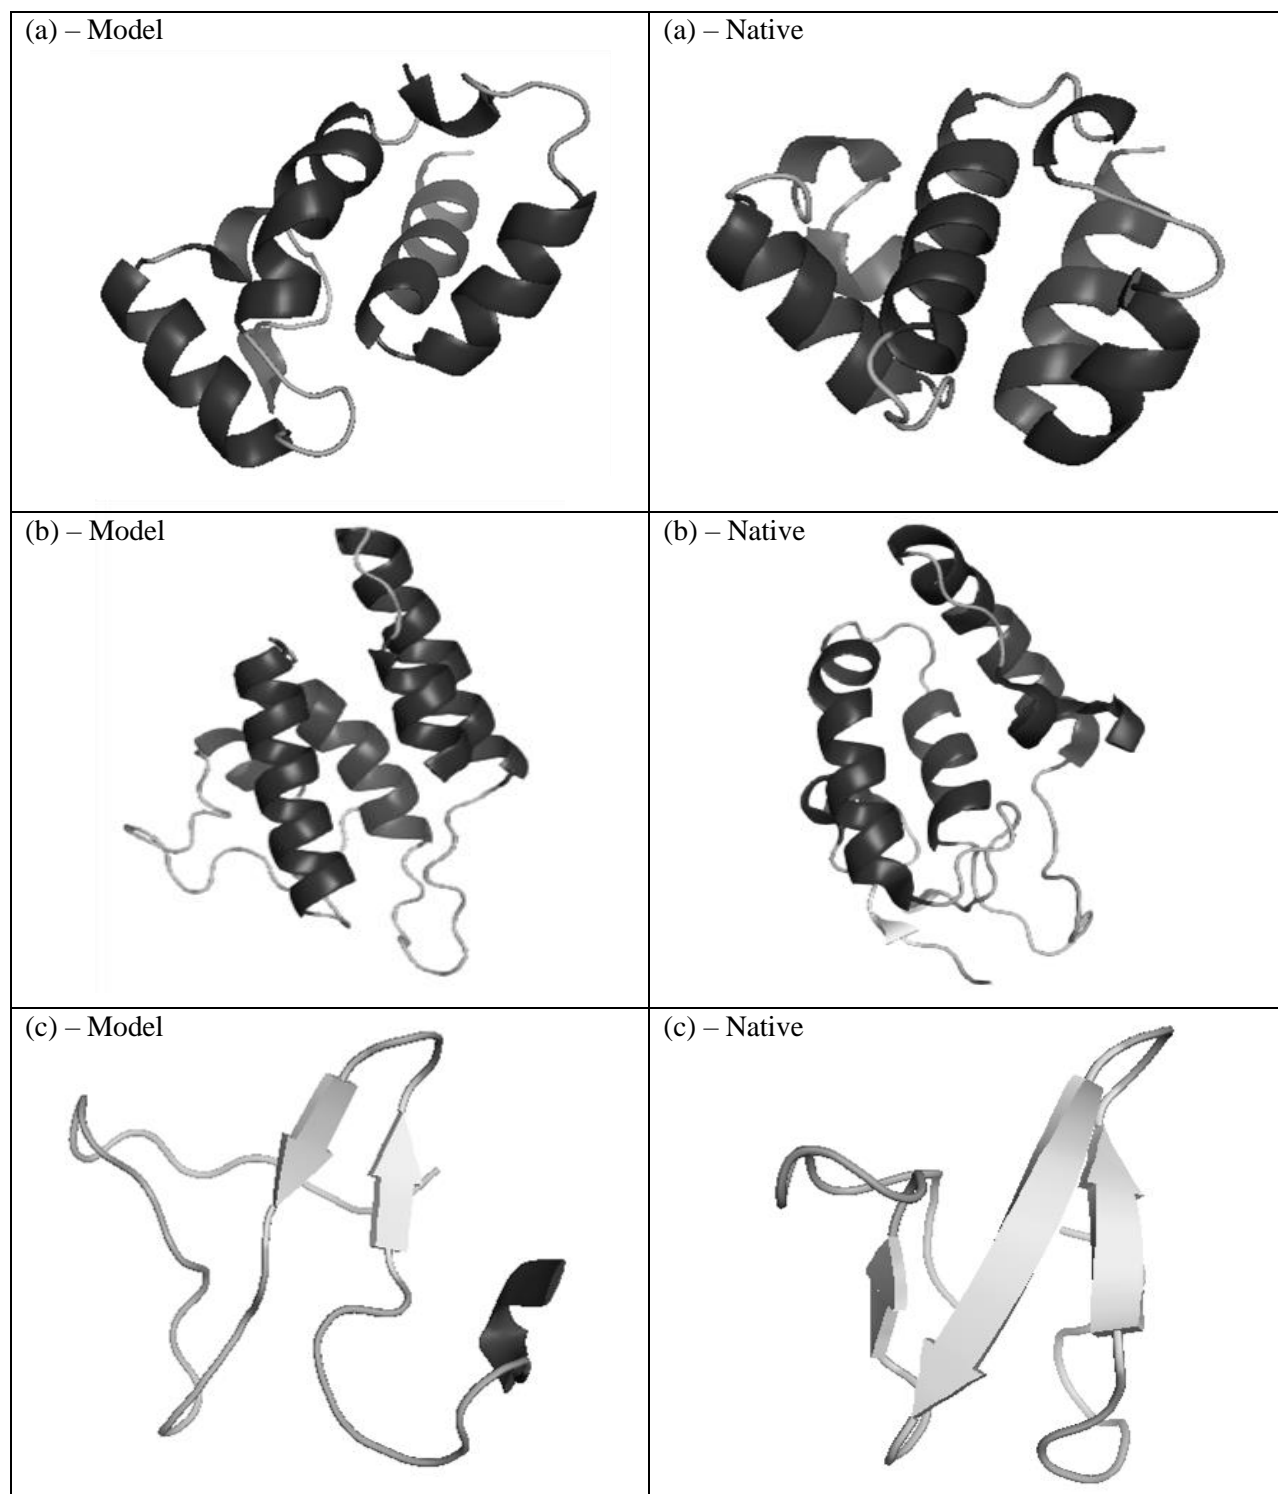 (a) – Model
(a) – Native
(b) – Model
(b) – Native
(c) – Model
(c) – Native